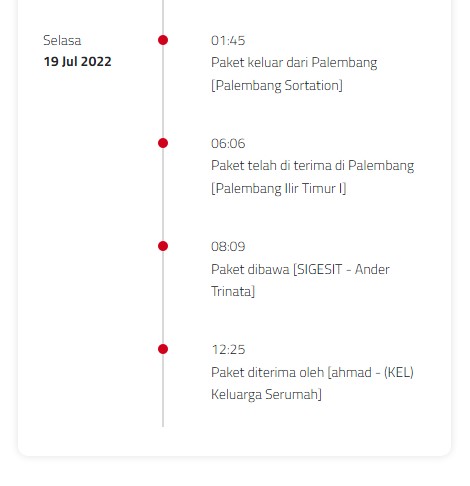 Selasa
19 Jul 2022
01:45
Paket keluar dari Palembang
[Palembang Sortation]
06:06
Paket telah di terima di Palembang
[Palembang Ilir Timur I]
08:09
Paket dibawa [SIGESIT - Ander
Trinata]
12:25
Paket diterima oleh [ahmad - (KEL)
Keluarga Serumah]